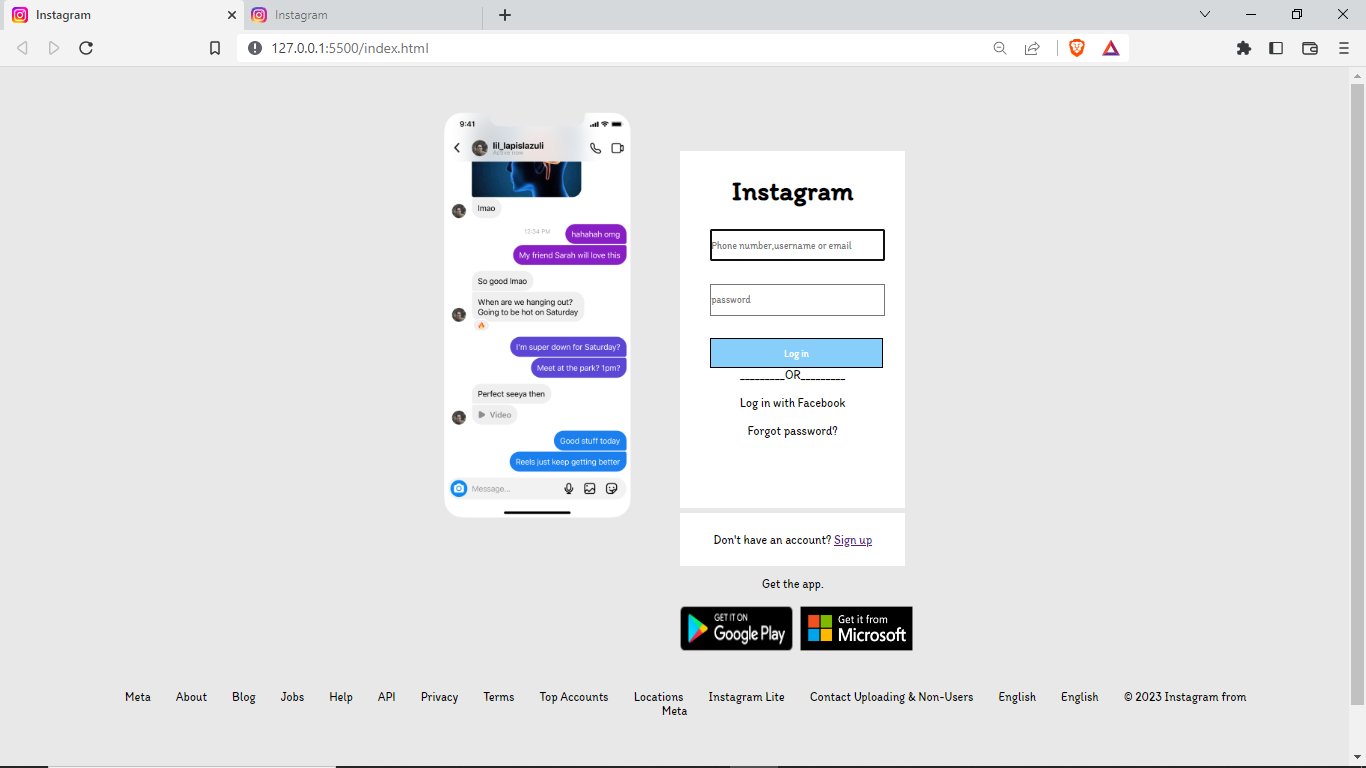 Instagram
Instagram
127.0.0.1:5500/index.html
9:41
lil_lapislazuli
lmao
12:34 PM
hahahah omg
My friend Sarah will love this
So good lmao
When are we hanging out?
Going to be hot on Saturday
I'm super down for Saturday?
Meet at the park? 1pm?
Perfect seeya then
Video
Good stuff today
Reels just keep getting better
Message...
Instagram
Phone number,username or email
password
Log in
_________OR_________
Log in with Facebook
Forgot password?
Don't have an account? Sign up
Get the app.
GET IT ON
Google Play
Get it from
Microsoft
Meta About Blog Jobs Help API Privacy Terms Top Accounts Locations Instagram Lite Contact Uploading & Non-Users English English © 2023 Instagram from
Meta